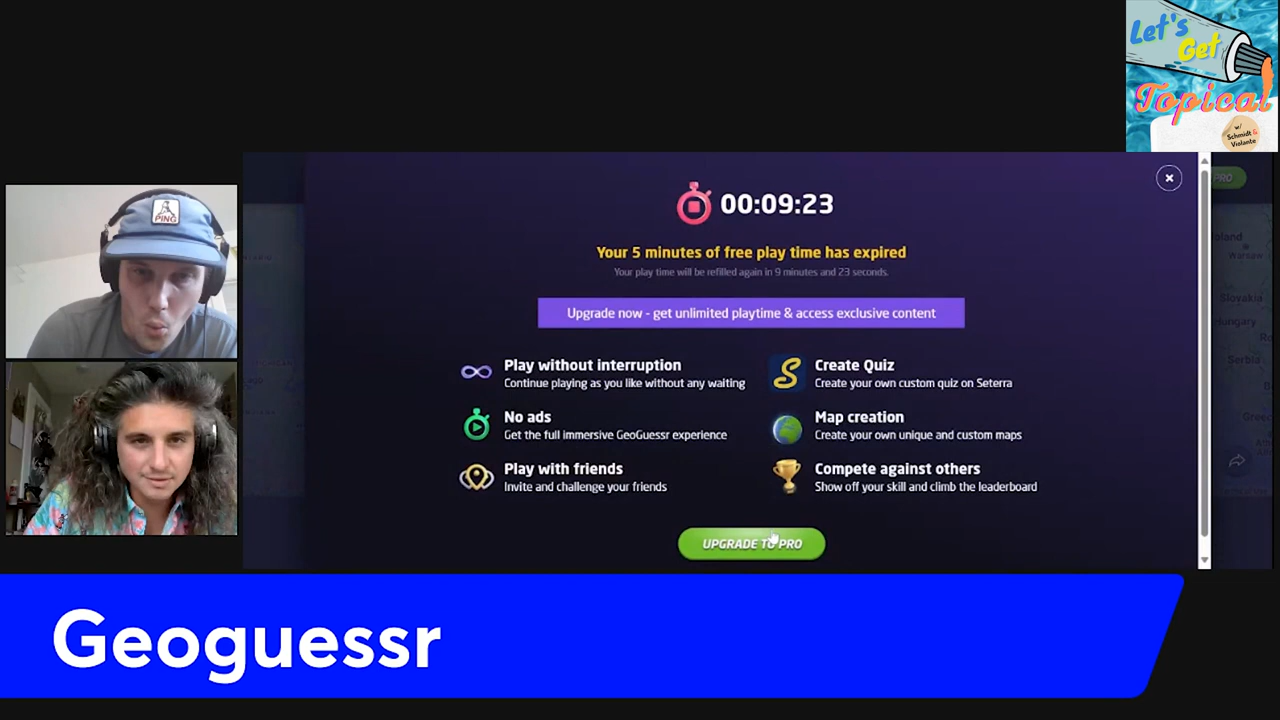 Let's
Get
Topical
w/
Schmidt &
Violante
PING
PRO
00:09:23
Your 5 minutes of free play time has expired
Your play time will be refilled again in 9 minutes and 23 seconds.
Upgrade now - get unlimited playtime & access exclusive content
Play without interruption
Continue playing as you like without any waiting
Create Quiz
Create your own custom quiz on Seterra
No ads
Get the full immersive GeoGuessr experience
Map creation
Create your own unique and custom maps
Play with friends
Invite and challenge your friends
Compete against others
Show off your skill and climb the leaderboard
UPGRADE TO PRO
Warsaw
Slovakia
Hungary
Serbia
Geoguessr